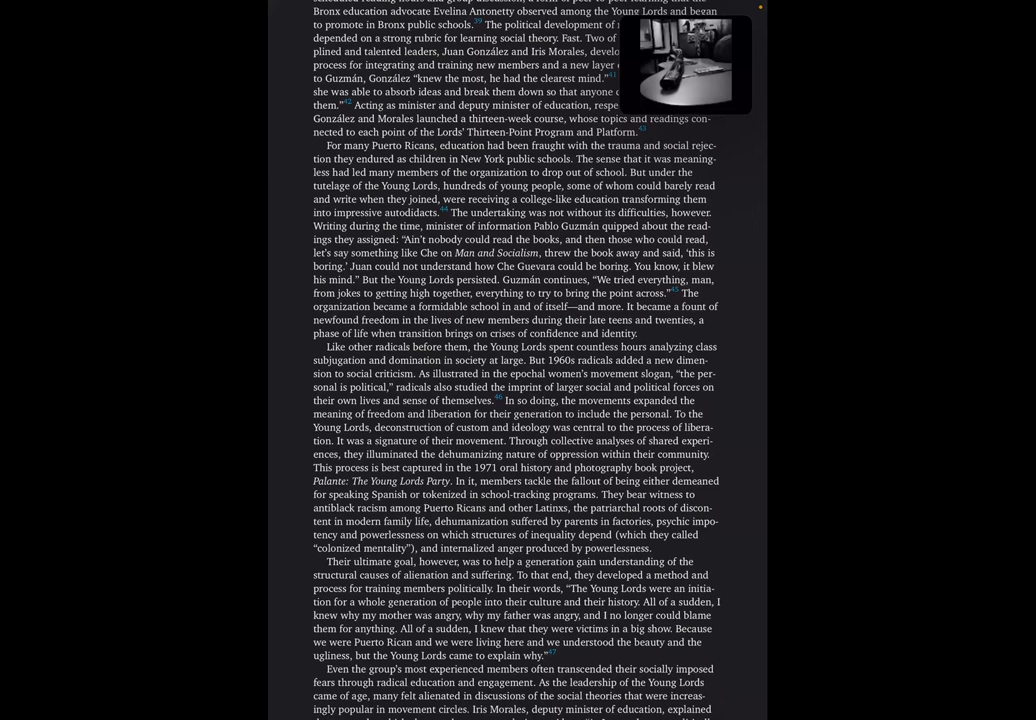 scheduled reading hours and group discussion, a form of peer-to-peer learning that the
Bronx education advocate Evelina Antonetty observed among the Young Lords and began
to promote in Bronx public schools.39 The political development of
depended on a strong rubric for learning social theory. Fast. Two of
plined and talented leaders, Juan González and Iris Morales, develo
process for integrating and training new members and a new layer
to Guzmán, González “knew the most, he had the clearest mind.”41
she was able to absorb ideas and break them down so that anyone
them.”42 Acting as minister and deputy minister of education, respe
González and Morales launched a thirteen-week course, whose topics and readings con-
nected to each point of the Lords’ Thirteen-Point Program and Platform.43
For many Puerto Ricans, education had been fraught with the trauma and social rejec-
tion they endured as children in New York public schools. The sense that it was meaning-
less had led many members of the organization to drop out of school. But under the
tutelage of the Young Lords, hundreds of young people, some of whom could barely read
and write when they joined, were receiving a college-like education transforming them
into impressive autodidacts.44 The undertaking was not without its difficulties, however.
Writing during the time, minister of information Pablo Guzmán quipped about the read-
ings they assigned: “Ain’t nobody could read the books, and then those who could read,
let’s say something like Che on Man and Socialism, threw the book away and said, ‘this is
boring.’ Juan could not understand how Che Guevara could be boring. You know, it blew
his mind.” But the Young Lords persisted. Guzmán continues, “We tried everything, man,
from jokes to getting high together, everything to try to bring the point across.”45 The
organization became a formidable school in and of itself—and more. It became a fount of
newfound freedom in the lives of new members during their late teens and twenties, a
phase of life when transition brings on crises of confidence and identity.
Like other radicals before them, the Young Lords spent countless hours analyzing class
subjugation and domination in society at large. But 1960s radicals added a new dimen-
sion to social criticism. As illustrated in the epochal women’s movement slogan, “the per-
sonal is political,” radicals also studied the imprint of larger social and political forces on
their own lives and sense of themselves.46 In so doing, the movements expanded the
meaning of freedom and liberation for their generation to include the personal. To the
Young Lords, deconstruction of custom and ideology was central to the process of libera-
tion. It was a signature of their movement. Through collective analyses of shared experi-
ences, they illuminated the dehumanizing nature of oppression within their community.
This process is best captured in the 1971 oral history and photography book project,
Palante: The Young Lords Party. In it, members tackle the fallout of being either demeaned
for speaking Spanish or tokenized in school-tracking programs. They bear witness to
antiblack racism among Puerto Ricans and other Latinxs, the patriarchal roots of discon-
tent in modern family life, dehumanization suffered by parents in factories, psychic impo-
tency and powerlessness on which structures of inequality depend (which they called
“colonized mentality”), and internalized anger produced by powerlessness.
Their ultimate goal, however, was to help a generation gain understanding of the
structural causes of alienation and suffering. To that end, they developed a method and
process for training members politically. In their words, “The Young Lords were an initia-
tion for a whole generation of people into their culture and their history. All of a sudden, I
knew why my mother was angry, why my father was angry, and I no longer could blame
them for anything. All of a sudden, I knew that they were victims in a big show. Because
we were Puerto Rican and we were living here and we understood the beauty and the
ugliness, but the Young Lords came to explain why.”47
Even the group’s most experienced members often transcended their socially imposed
fears through radical education and engagement. As the leadership of the Young Lords
came of age, many felt alienated in discussions of the social theories that were increas-
ingly popular in movement circles. Iris Morales, deputy minister of education, explained